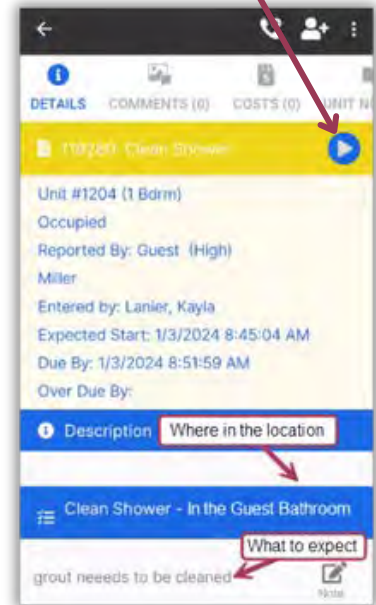 DETAILS COMMENTS (0) COSTS (0) UNIT N
Clean Shower
Unit #1204 (1 Bdrm)
Occupied
Reported By: Guest (High)
Miller
Entered by: Lanier, Kayla
Expected Start: 1/3/2024 8:45:04 AM
Due By: 1/3/2024 8:51:59 AM
Over Due By:
Description Where in the location
Clean Shower - In the Guest Bathroom
What to expect
grout neeeds to be cleaned
Note